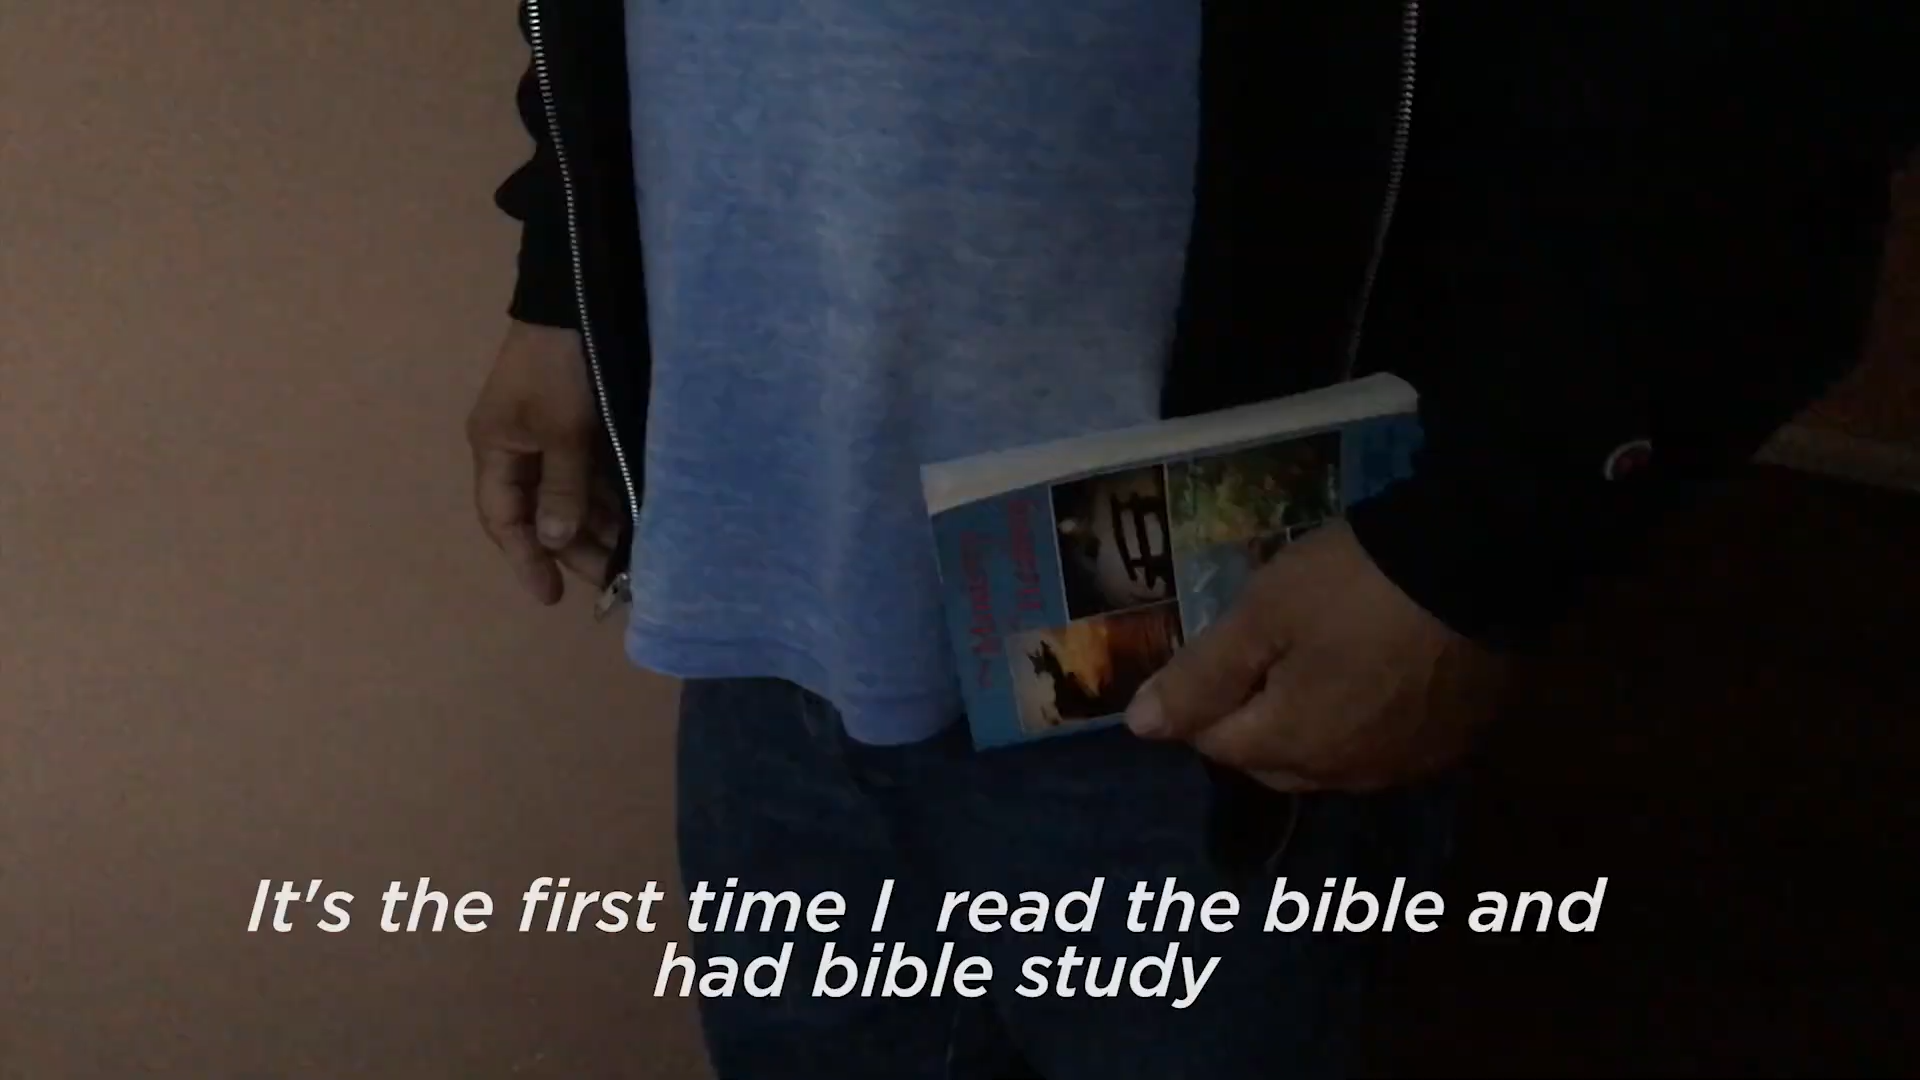 It's the first time I  read the bible and
had bible study